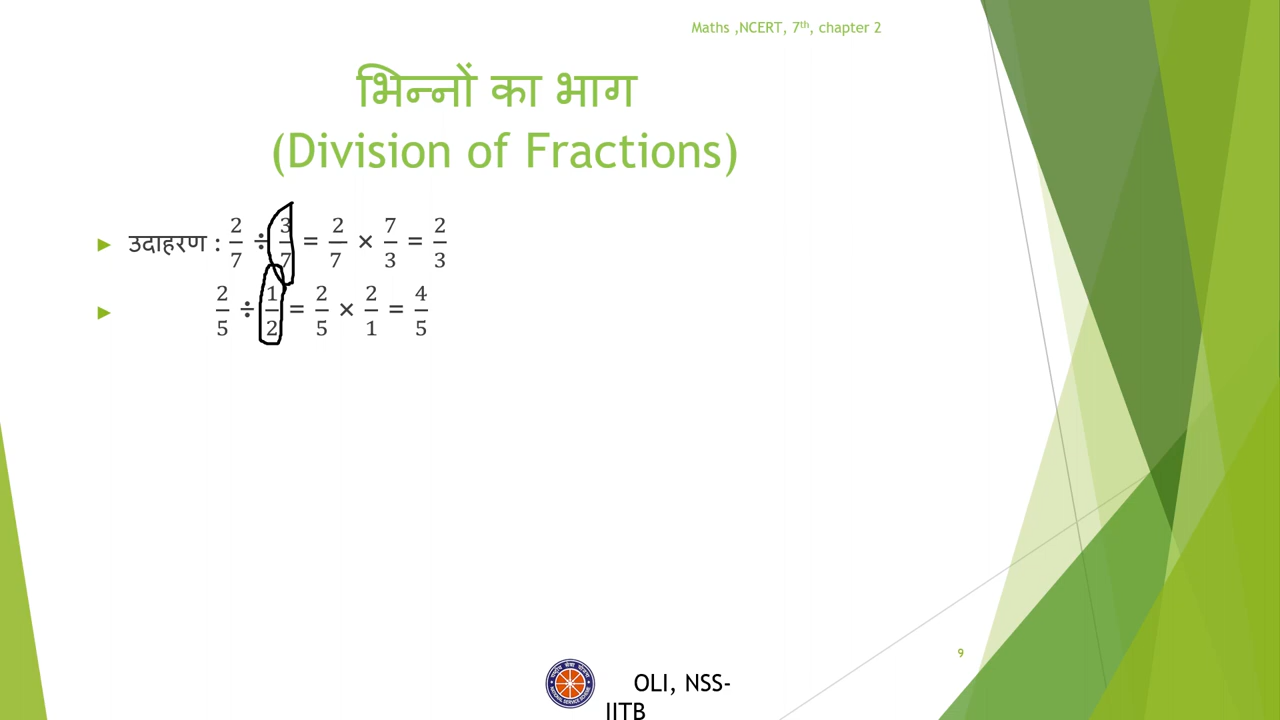 Maths ,NCERT, 7th, chapter 2
भिन्नों का भाग
(Division of Fractions)
उदाहरण : 2/7 ÷ 3/7 = 2/7 × 7/3 = 2/3
2/5 ÷ 1/2 = 2/5 × 2/1 = 4/5
9
OLI, NSS-
IITB